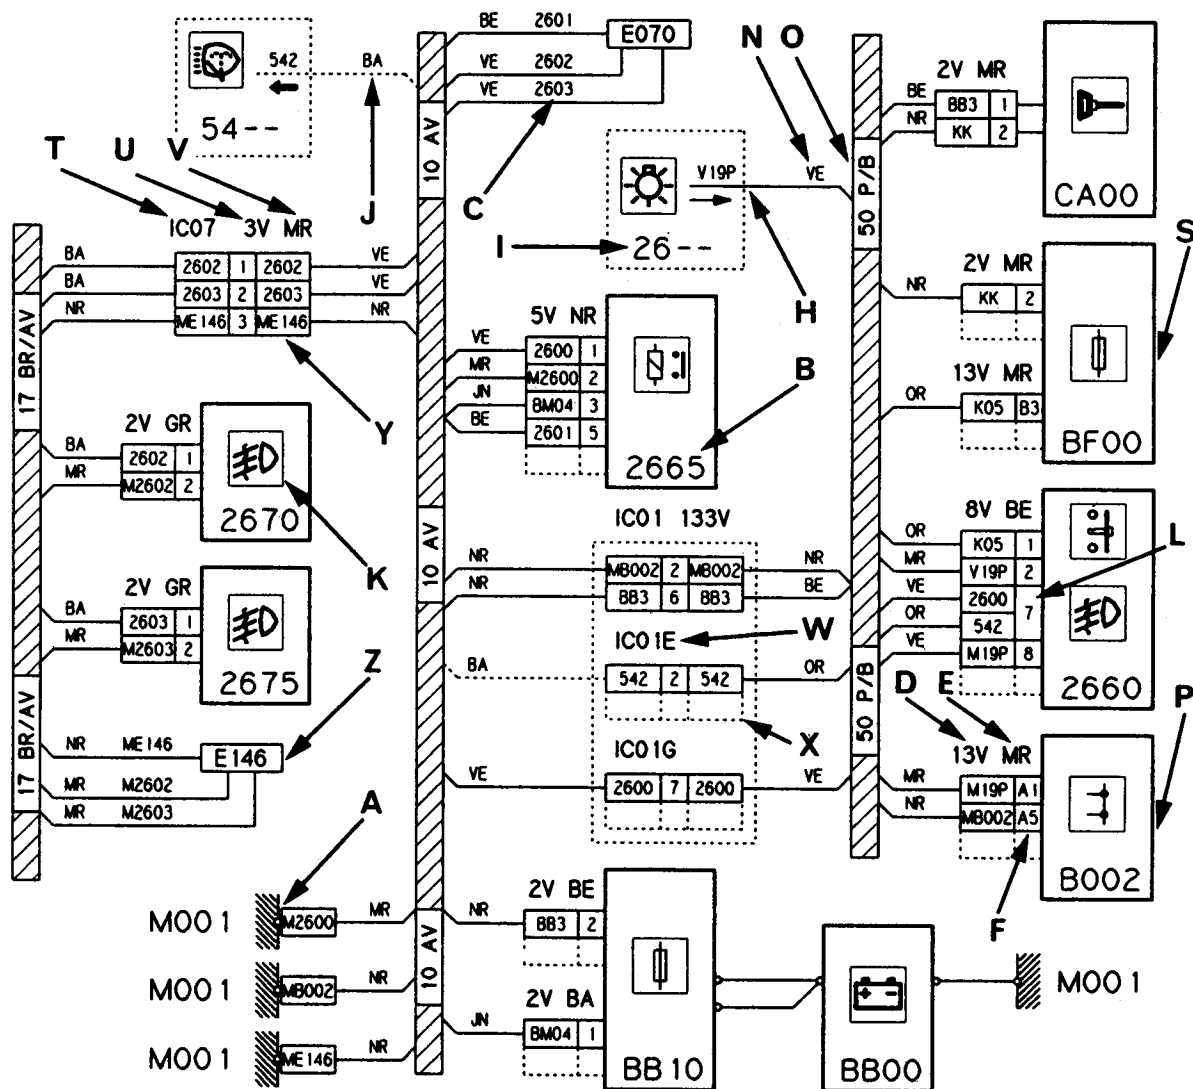 BE 2601
E070
VE 2602
VE 2603
542
BA
54--
10 AV
N O
2V MR
BE BB3 1
NR KK 2
CA00
T U V
J
C
V19P
VE
I
26--
H
50 P/B
S
IC07 3V MR
BA 2602 1 2602 VE
BA 2603 2 2603 VE
NR ME146 3 ME146 NR
17 BR/AV
Y
2V MR
NR KK 2
13V MR
OR K05 B3
BF00
5V NR
VE 2600 1
MR M2600 2
JN BM04 3
BE 2601 5
2665
B
2V GR
BA 2602 1
MR M2602 2
2670
K
IC01 133V
10 AV
NR MB002 2 MB002 NR
NR BB3 6 BB3 BE
IC01E
W
BA 542 2 542 OR
X
IC01G
VE 2600 7 2600 VE
8V BE
OR K05 1
MR V19P 2
VE 2600
7
OR 542
VE M19P 8
2660
L
50 P/B
2V GR
BA 2603 1
MR M2603 2
2675
Z
17 BR/AV
NR ME146
E146
MR M2602
MR M2603
A
D E
P
13V MR
MR M19P A1
NR MB002 A5
B002
F
M001 M2600 MR
M001 MB002 NR
M001 ME146 NR
10 AV
2V BE
NR BB3 2
2V BA
JN BM04 1
BB10
+ -
BB00
M001